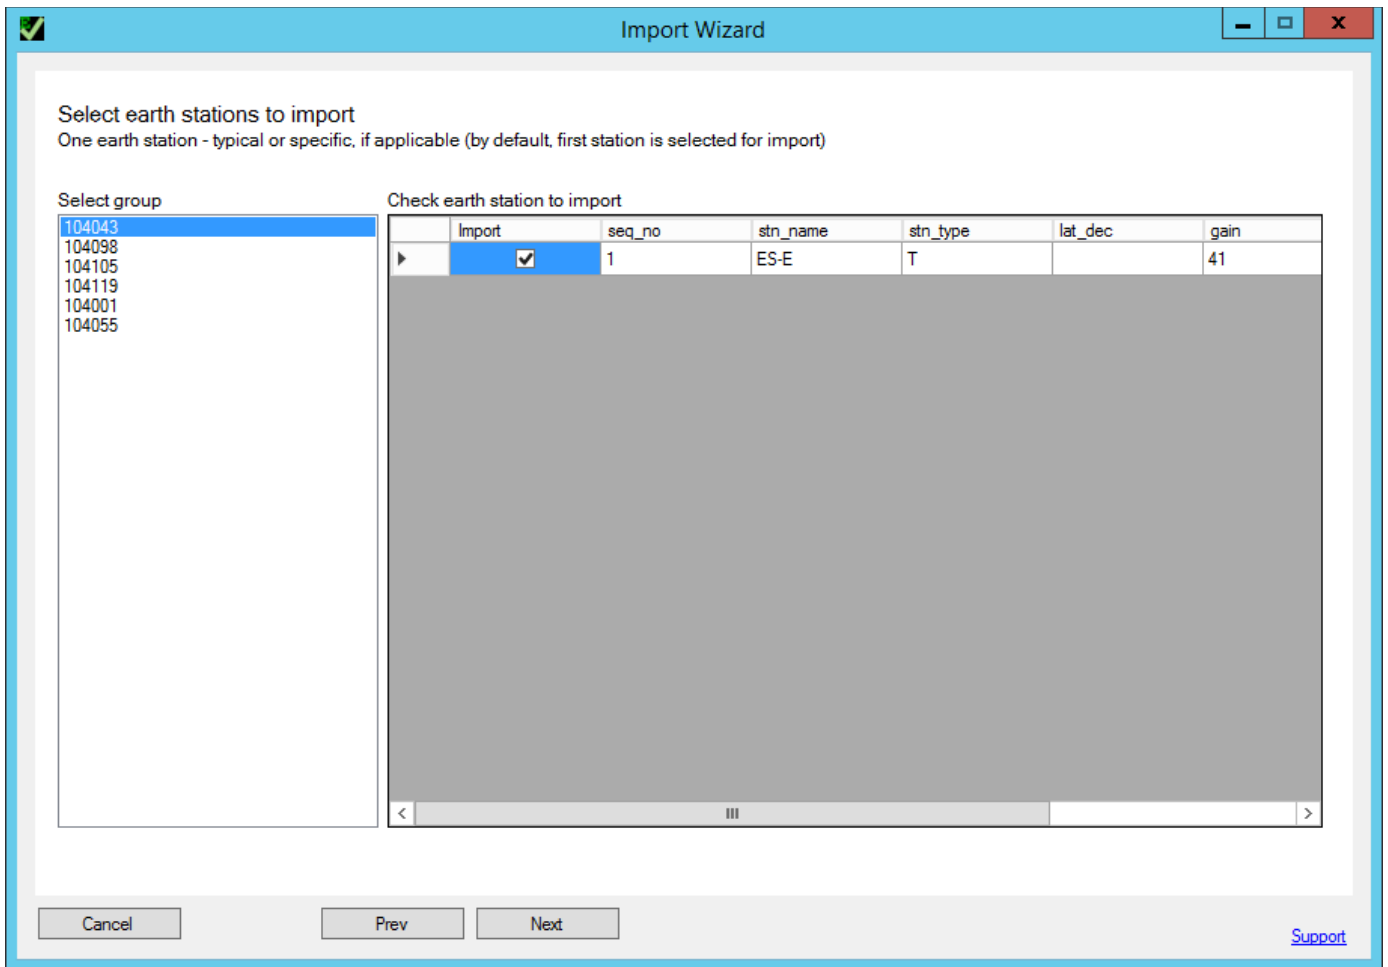 Import Wizard
Select earth stations to import
One earth station - typical or specific, if applicable (by default, first station is selected for import)
Select group
104043
104098
104105
104119
104001
104055
Check earth station to import
Import seq_no stn_name stn_type lat_dec gain
1 ES-E T 41
Cancel Prev Next
Support